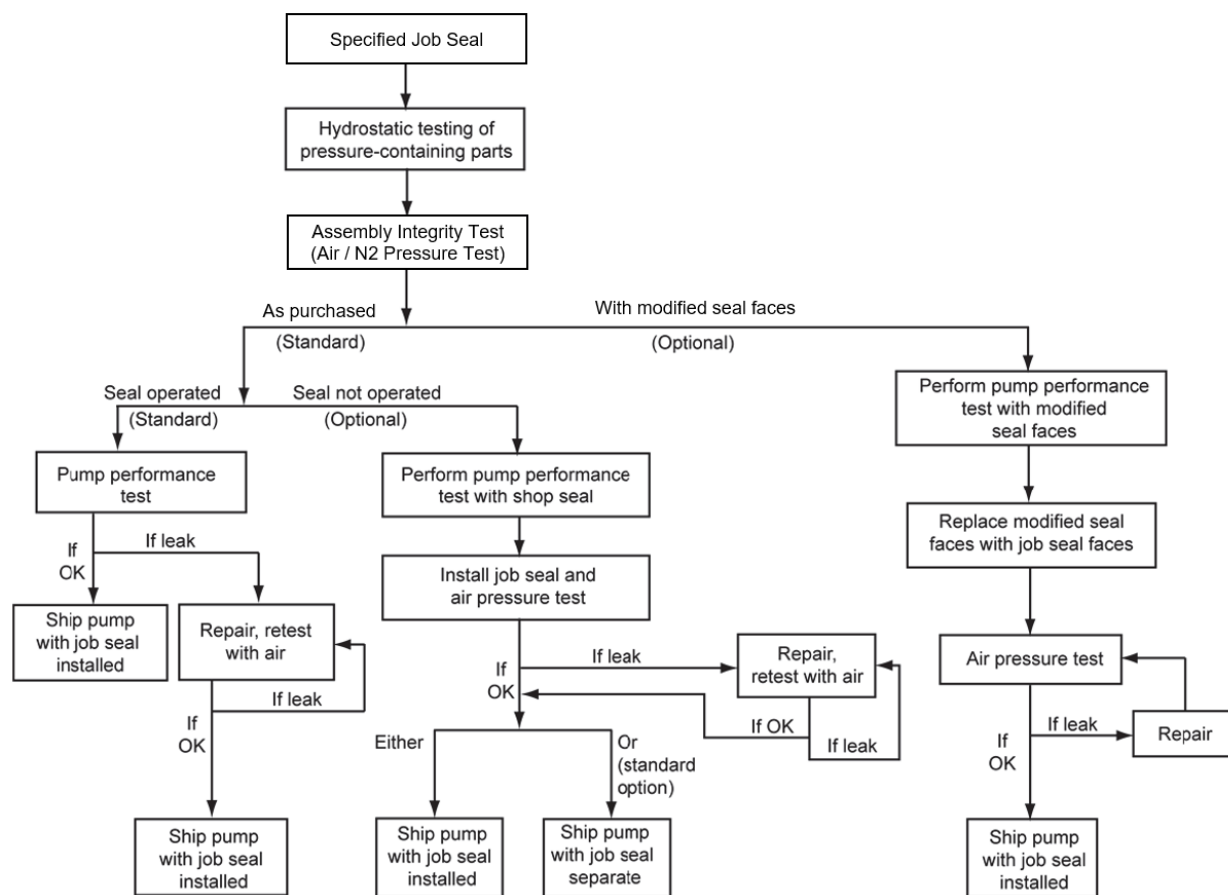 Specified Job Seal
Hydrostatic testing of
pressure-containing parts
Assembly Integrity Test
(Air / N2 Pressure Test)
As purchased
(Standard)
With modified seal faces
(Optional)
Seal operated
(Standard)
Seal not operated
(Optional)
Perform pump performance
test with modified
seal faces
Pump performance
test
Perform pump performance
test with shop seal
Replace modified seal
faces with job seal faces
If
OK
If leak
Install job seal and
air pressure test
Ship pump
with job seal
installed
Repair, retest
with air
If leak
If
OK
If
OK
If leak
Repair,
retest with air
If OK
If leak
Air pressure test
If leak
Repair
If
OK
Either
Or
(standard
option)
Ship pump
with job seal
installed
Ship pump
with job seal
installed
Ship pump
with job seal
separate
Ship pump
with job seal
installed